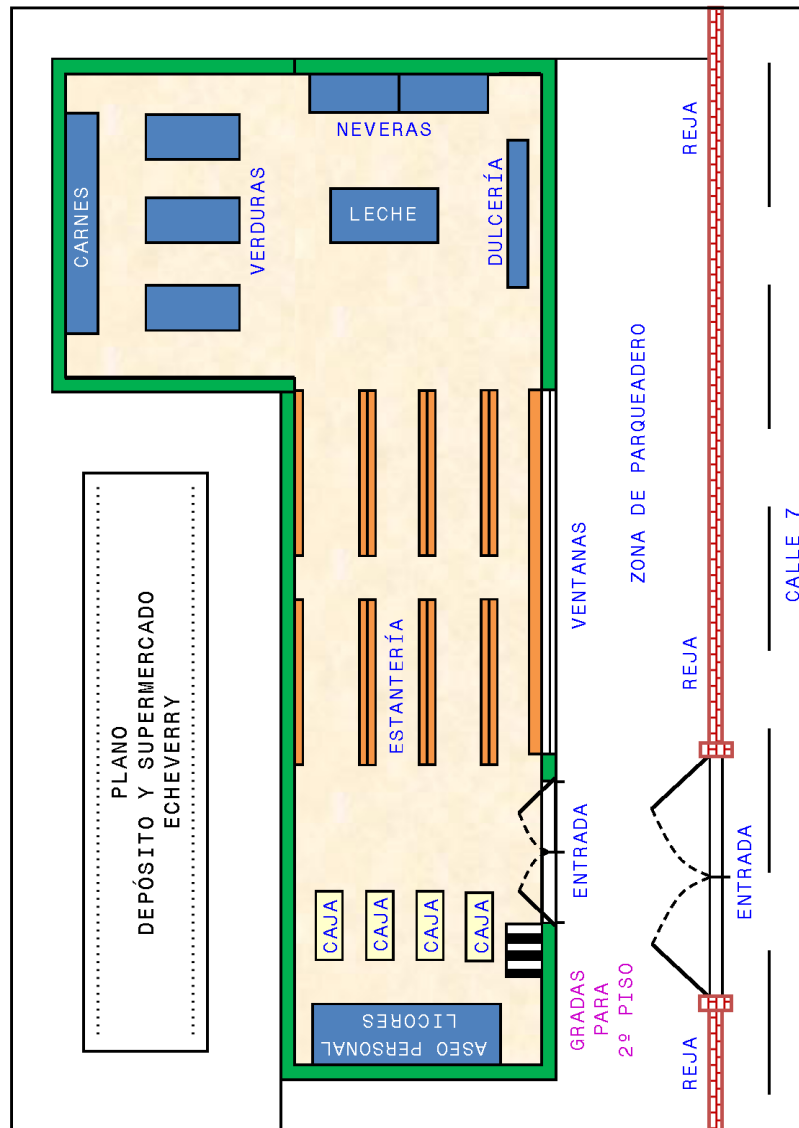 PLANO
DEPÓSITO Y SUPERMERCADO
ECHEVERRY
CARNES
VERDURAS
NEVERAS
LECHE
DULCERÍA
ESTANTERÍA
VENTANAS
ZONA DE PARQUEADERO
REJA
REJA
REJA
CALLE 7
ENTRADA
ENTRADA
CAJA
CAJA
CAJA
CAJA
GRADAS
PARA
2º PISO
ASEO PERSONAL
LICORES